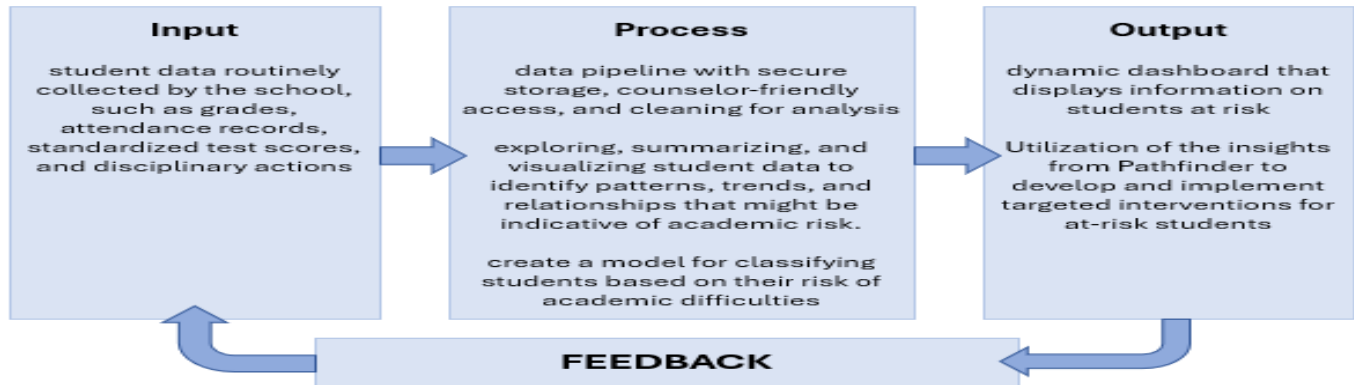 Input
student data routinely
collected by the school,
such as grades,
attendance records,
standardized test scores,
and disciplinary actions
Process
data pipeline with secure
storage, counselor-friendly
access, and cleaning for analysis
exploring, summarizing, and
visualizing student data to
identify patterns, trends, and
relationships that might be
indicative of academic risk.
create a model for classifying
students based on their risk of
academic difficulties
Output
dynamic dashboard that
displays information on
students at risk
Utilization of the insights
from Pathfinder to
develop and implement
targeted interventions for
at-risk students
FEEDBACK